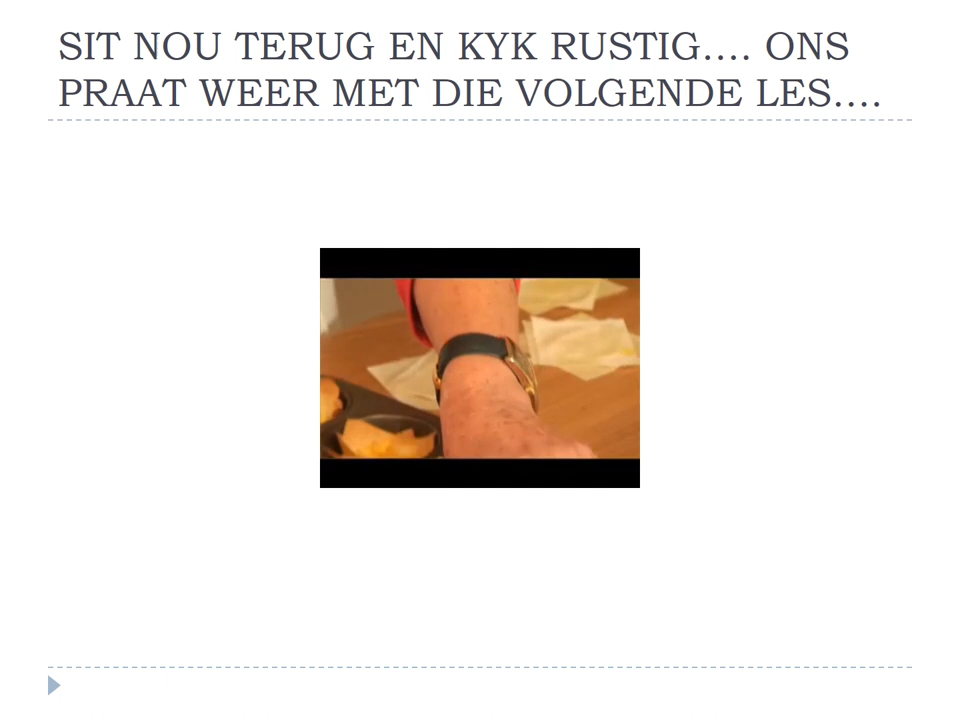 SIT NOU TERUG EN KYK RUSTIG…. ONS
PRAAT WEER MET DIE VOLGENDE LES….